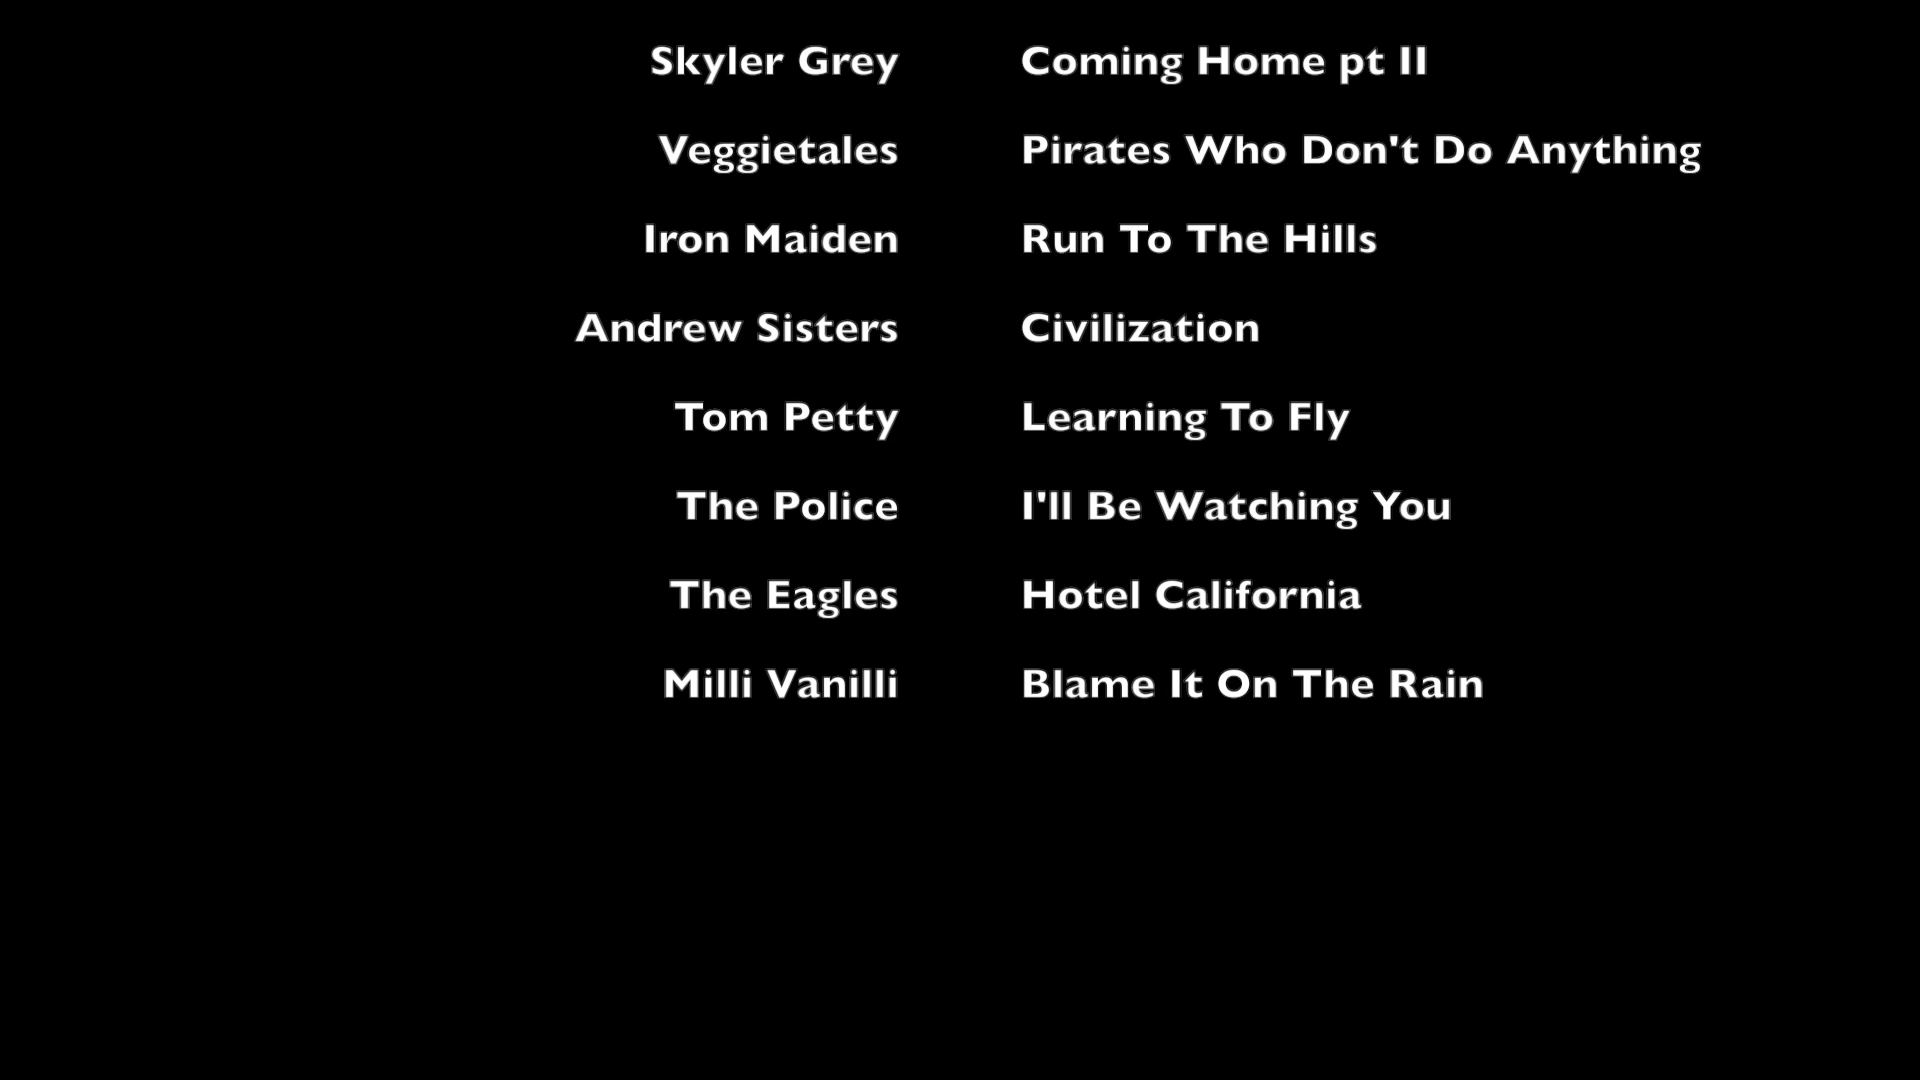 Skyler Grey Coming Home pt II
Veggietales Pirates Who Don't Do Anything
Iron Maiden Run To The Hills
Andrew Sisters Civilization
Tom Petty Learning To Fly
The Police I'll Be Watching You
The Eagles Hotel California
Milli Vanilli Blame It On The Rain